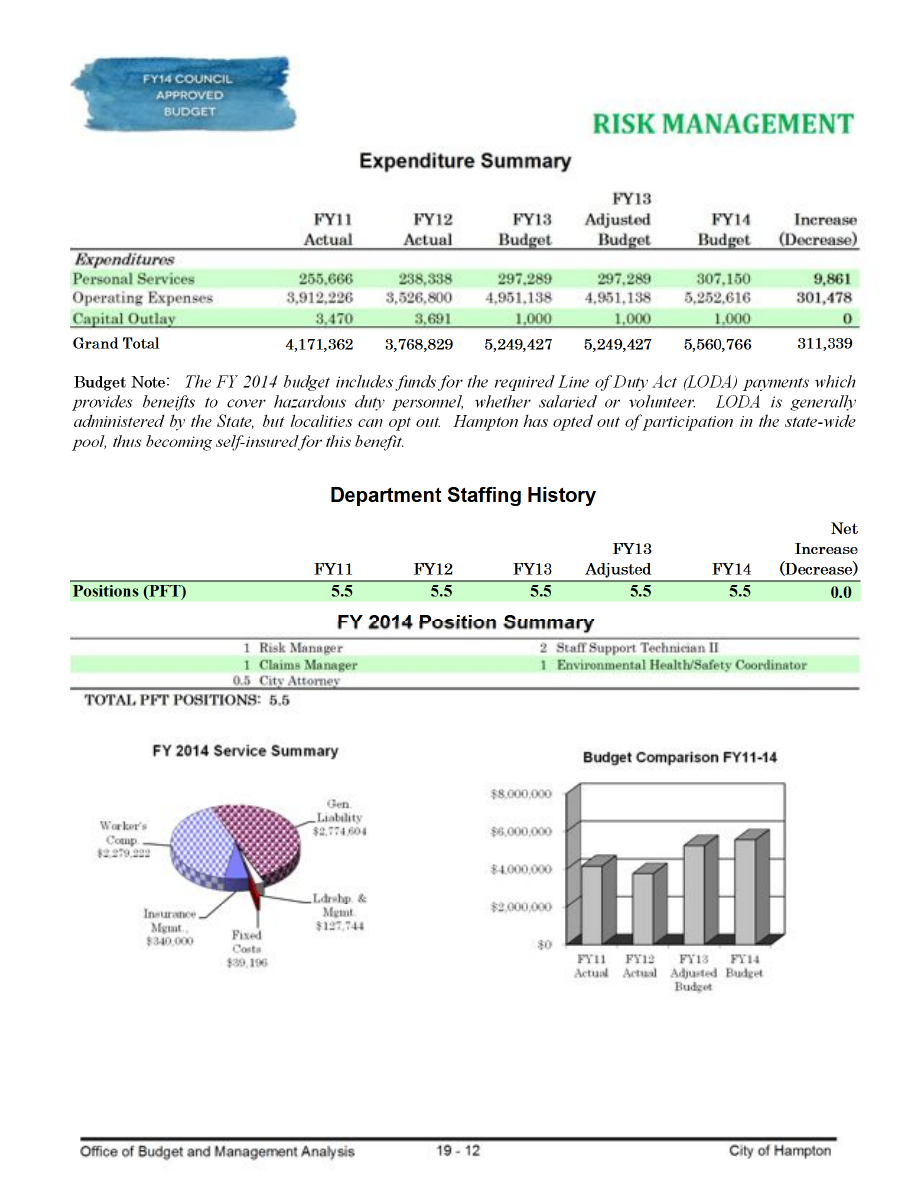 FY14 COUNCIL
APPROVED
BUDGET
RISK MANAGEMENT
Expenditure Summary
FY13
FY11 FY12 FY13 Adjusted FY14 Increase
Actual Actual Budget Budget Budget (Decrease)
Expenditures
Personal Services 255,666 238,338 297,289 297,289 307,150 9,861
Operating Expenses 3,912,226 3,526,800 4,951,138 4,951,138 5,252,616 301,478
Capital Outlay 3,470 3,691 1,000 1,000 1,000 0
Grand Total 4,171,362 3,768,829 5,249,427 5,249,427 5,560,766 311,339
Budget Note: The FY 2014 budget includes funds for the required Line of Duty Act (LODA) payments which
provides beneifts to cover hazardous duty personnel, whether salaried or volunteer. LODA is generally
administered by the State, but localities can opt out. Hampton has opted out of participation in the state-wide
pool, thus becoming self-insured for this benefit.
Department Staffing History
Net
FY13 Increase
FY11 FY12 FY13 Adjusted FY14 (Decrease)
Positions (PFT) 5.5 5.5 5.5 5.5 5.5 0.0
FY 2014 Position Summary
1 Risk Manager 2 Staff Support Technician II
1 Claims Manager 1 Environmental Health/Safety Coordinator
0.5 City Attorney
TOTAL PFT POSITIONS: 5.5
FY 2014 Service Summary
Gen.
Liability
$2,774,604
Worker's
Comp.
$2,279,222
Ldrshp. &
Mgmt.
$127,744
Insurance
Mgmt.,
$340,000
Fixed
Costs
$39,196
Budget Comparison FY11-14
$8,000,000
$6,000,000
$4,000,000
$2,000,000
$0
FY11 FY12 FY13 FY14
Actual Actual Adjusted Budget
Budget
Office of Budget and Management Analysis 19 - 12 City of Hampton